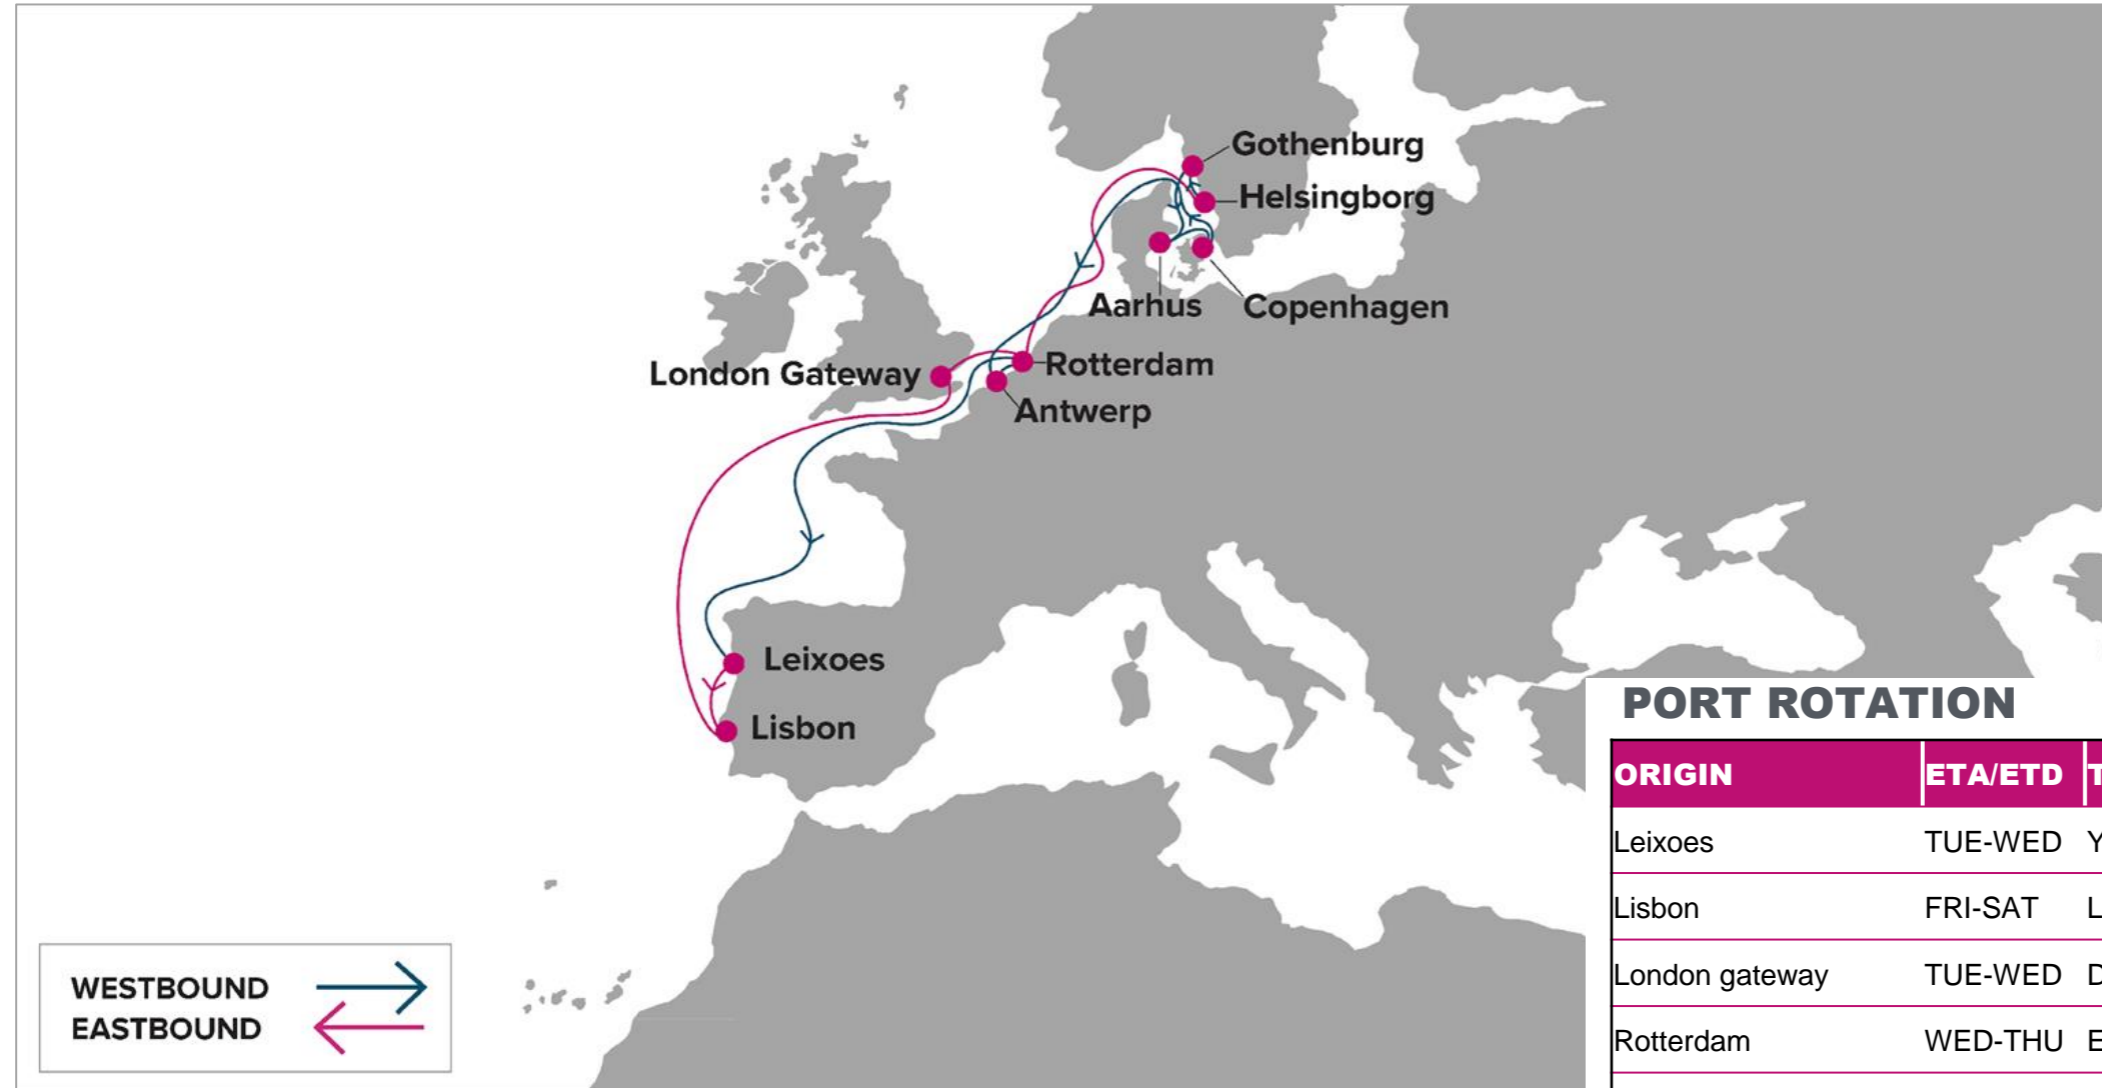 Gothenburg
Helsingborg
Aarhus
Copenhagen
London Gateway
Rotterdam
Antwerp
Leixoes
Lisbon
WESTBOUND
EASTBOUND
PORT ROTATION
ORIGIN ETA/ETD T
Leixoes TUE-WED Y
Lisbon FRI-SAT L
London gateway TUE-WED D
Rotterdam WED-THU E